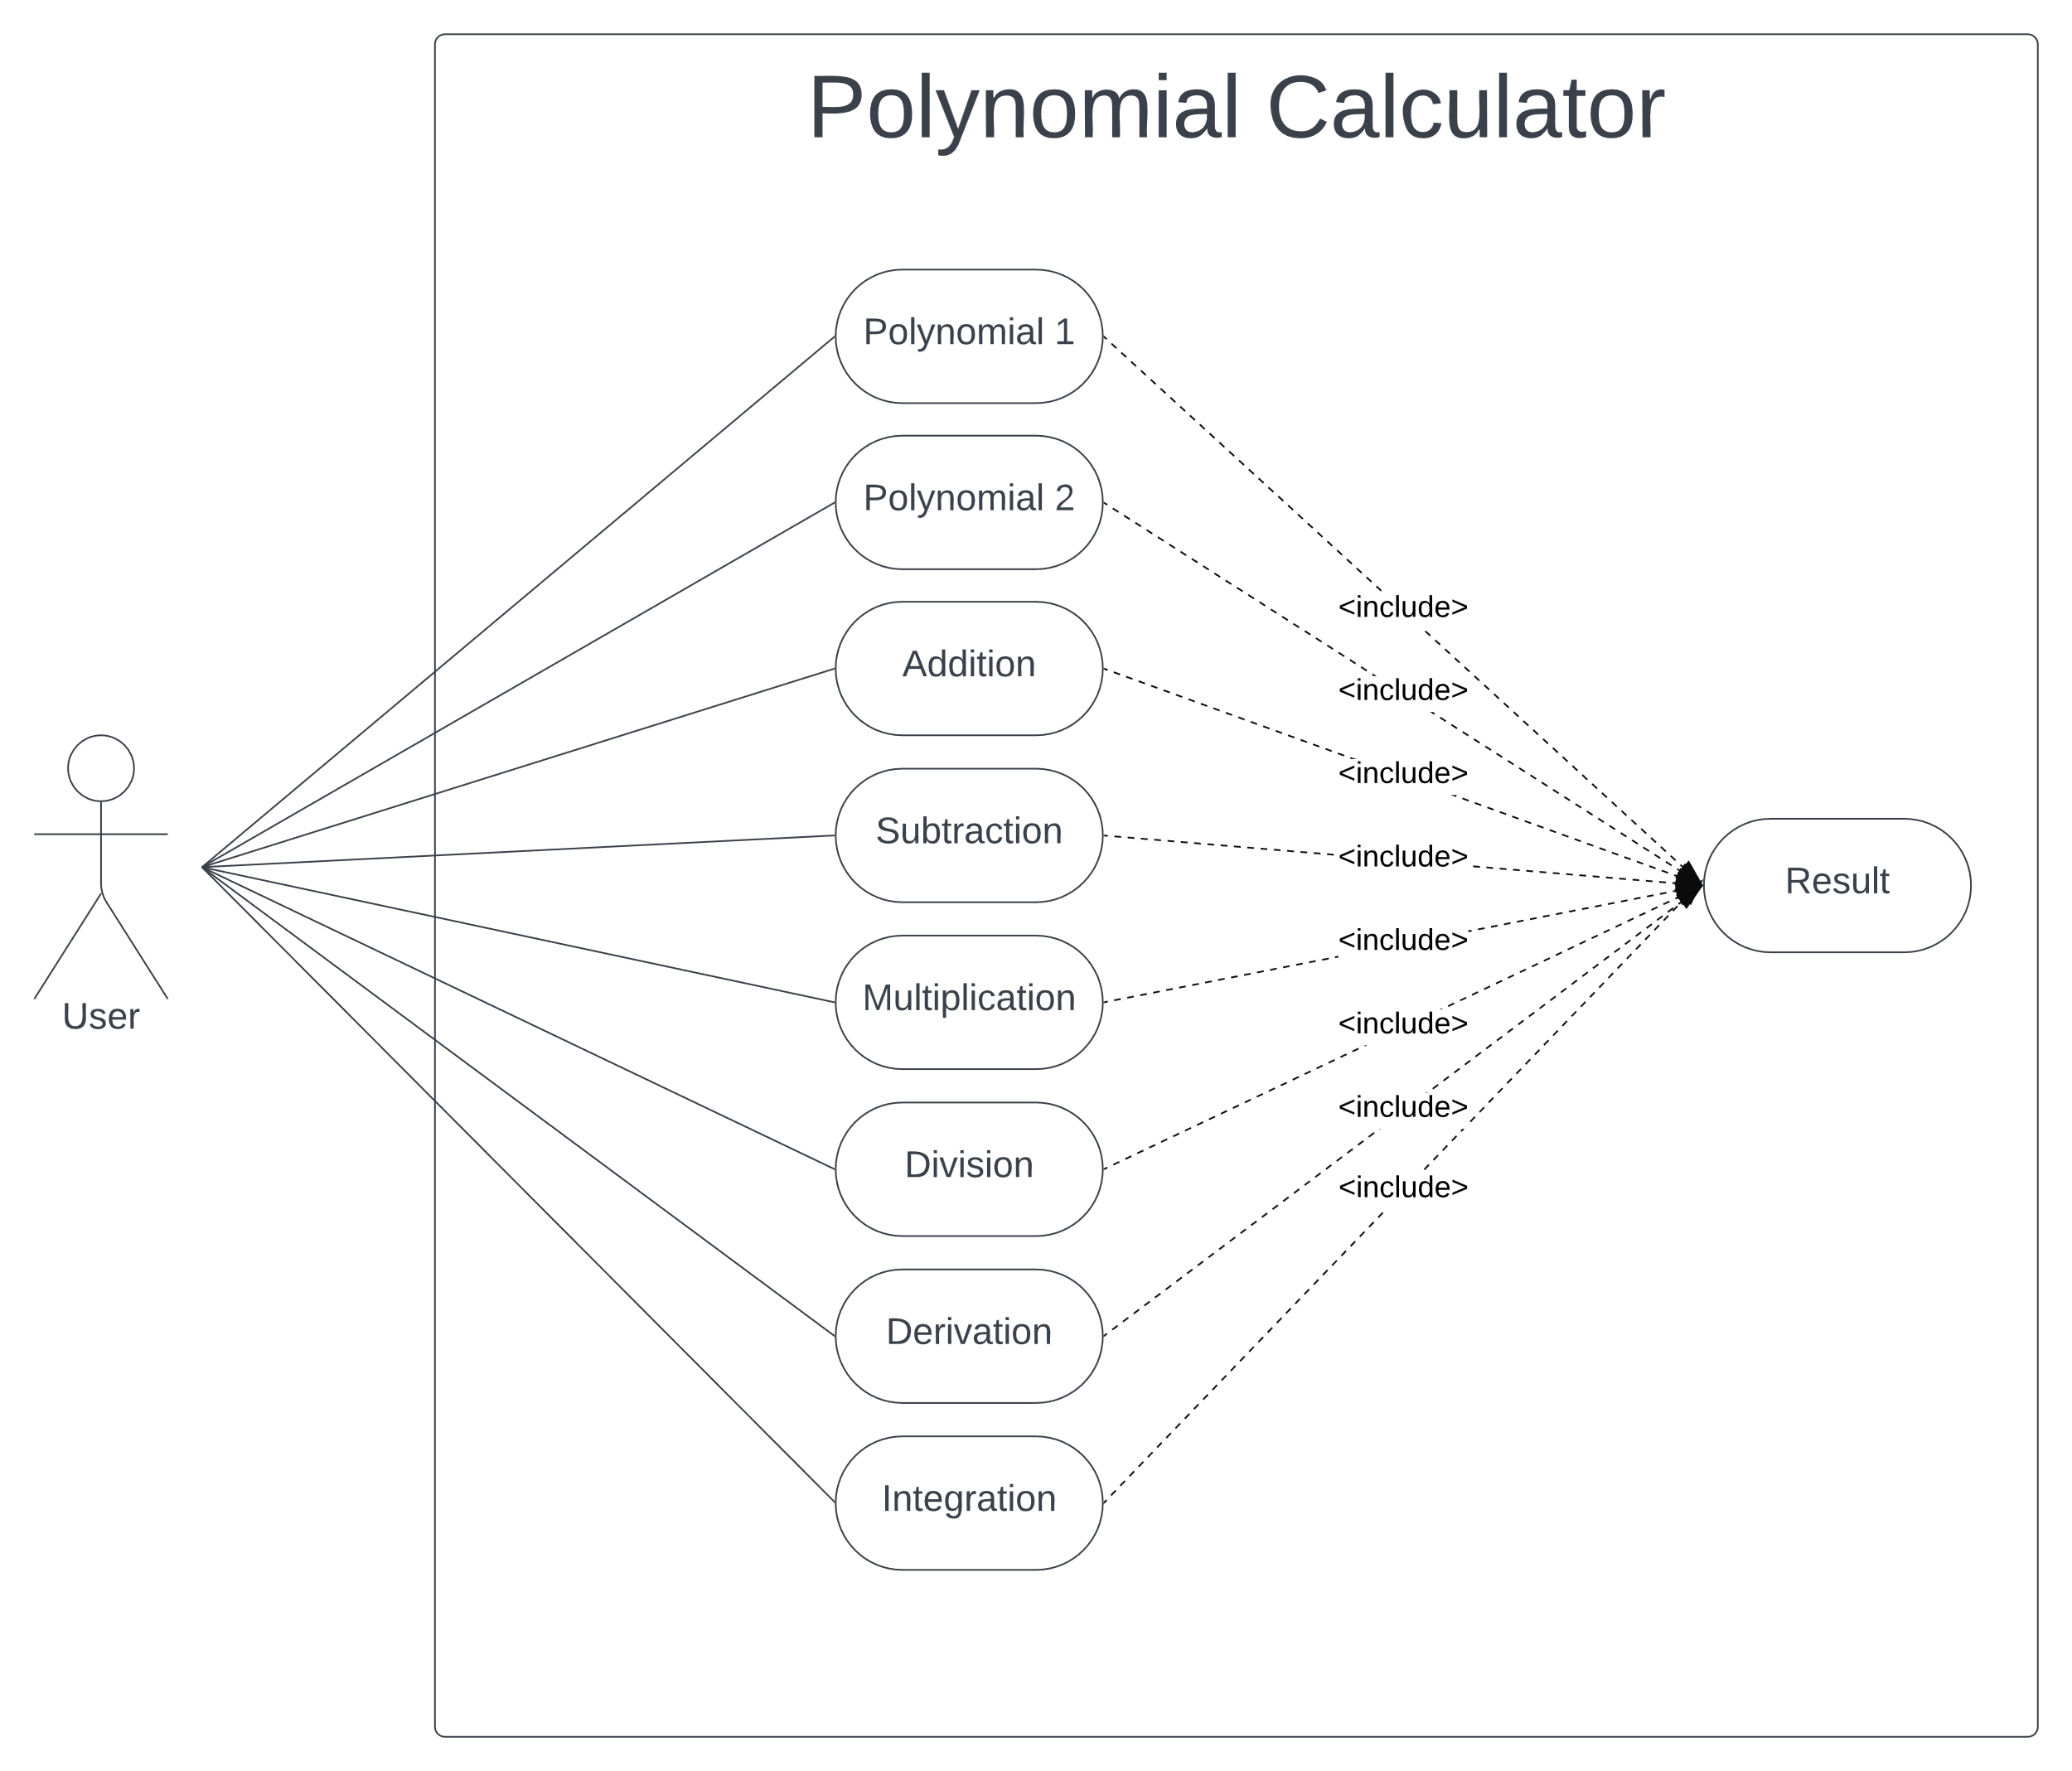 Polynomial Calculator
Polynomial 1
Polynomial 2
Addition
Subtraction
Multiplication
Division
Derivation
Integration
<include>
<include>
<include>
<include>
<include>
<include>
<include>
<include>
Result
User